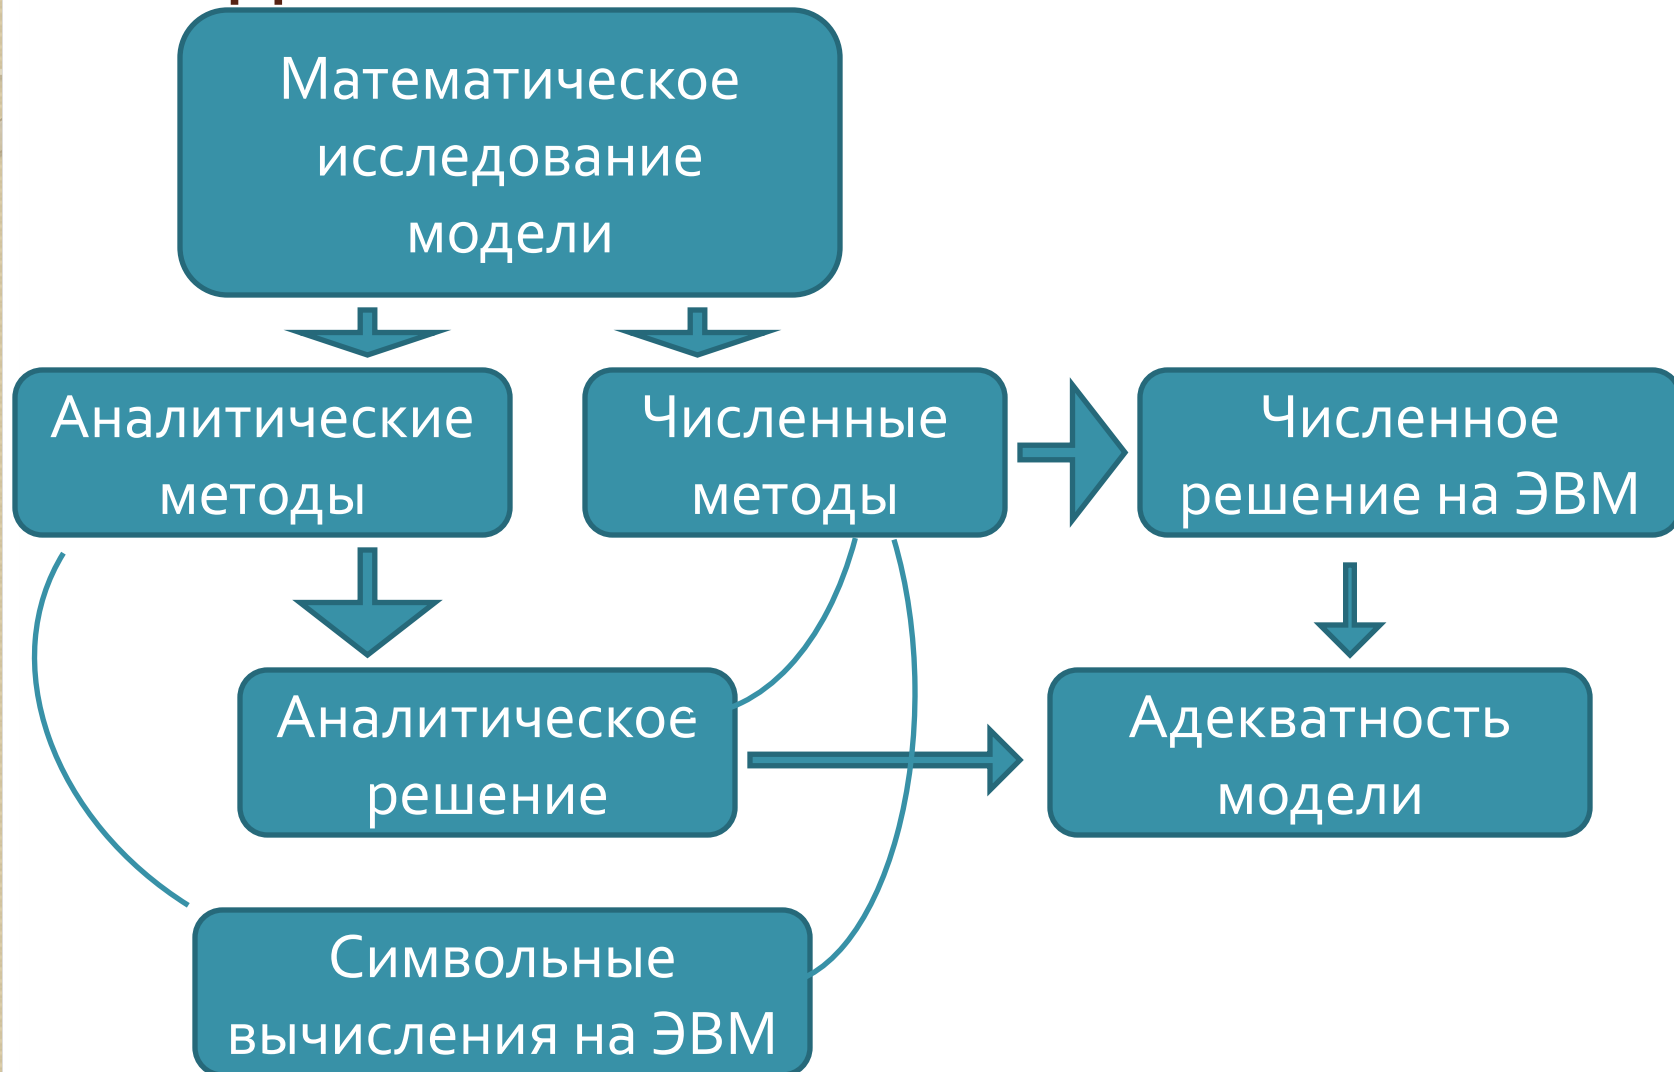 Математическое
исследование
модели
Аналитические
методы
Численные
методы
Численное
решение на ЭВМ
Аналитическое
решение
Адекватность
модели
Символьные
вычисления на ЭВМ